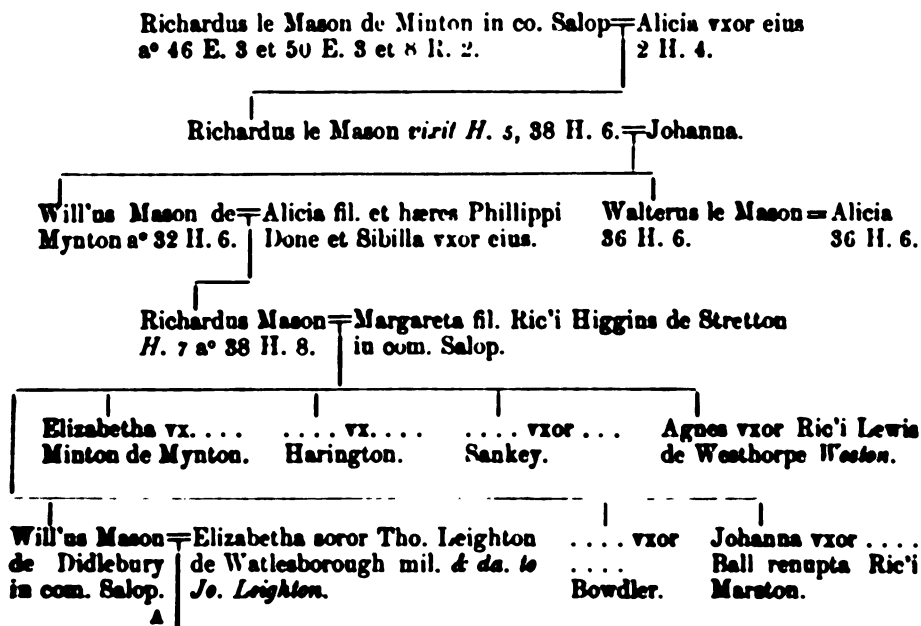 Richardus le Mason de Minton in co. Salop = Alicia vxor eius
aº 46 E. 3 et 50 E. 3 et 8 R. 2. 2 H. 4.
Richardus le Mason vixit H. 5, 38 H. 6. = Johanna.
Will'us Mason de = Alicia fil. et hæres Phillippi Walterus le Mason = Alicia
Mynton aº 32 H. 6. Done et Sibilla vxor eius. 36 H. 6. 36 H. 6.
Richardus Mason = Margareta fil. Ric'i Higgins de Stretton
H. 7 aº 38 H. 8. in com. Salop.
Elizabetha vx. . . . . . . . vx. . . . . . . . vxor . . . Agnes vxor Ric'i Lewis
Minton de Mynton. Harington. Sankey. de Westhorpe Weston.
Will'us Mason = Elizabetha soror Tho. Leighton . . . . vxor Johanna vxor . . . .
de Didlebury de Watlesborough mil. & da. to . . . . Ball renupta Ric'i
in com. Salop. Jo. Leighton. Bowdler. Marston.
A